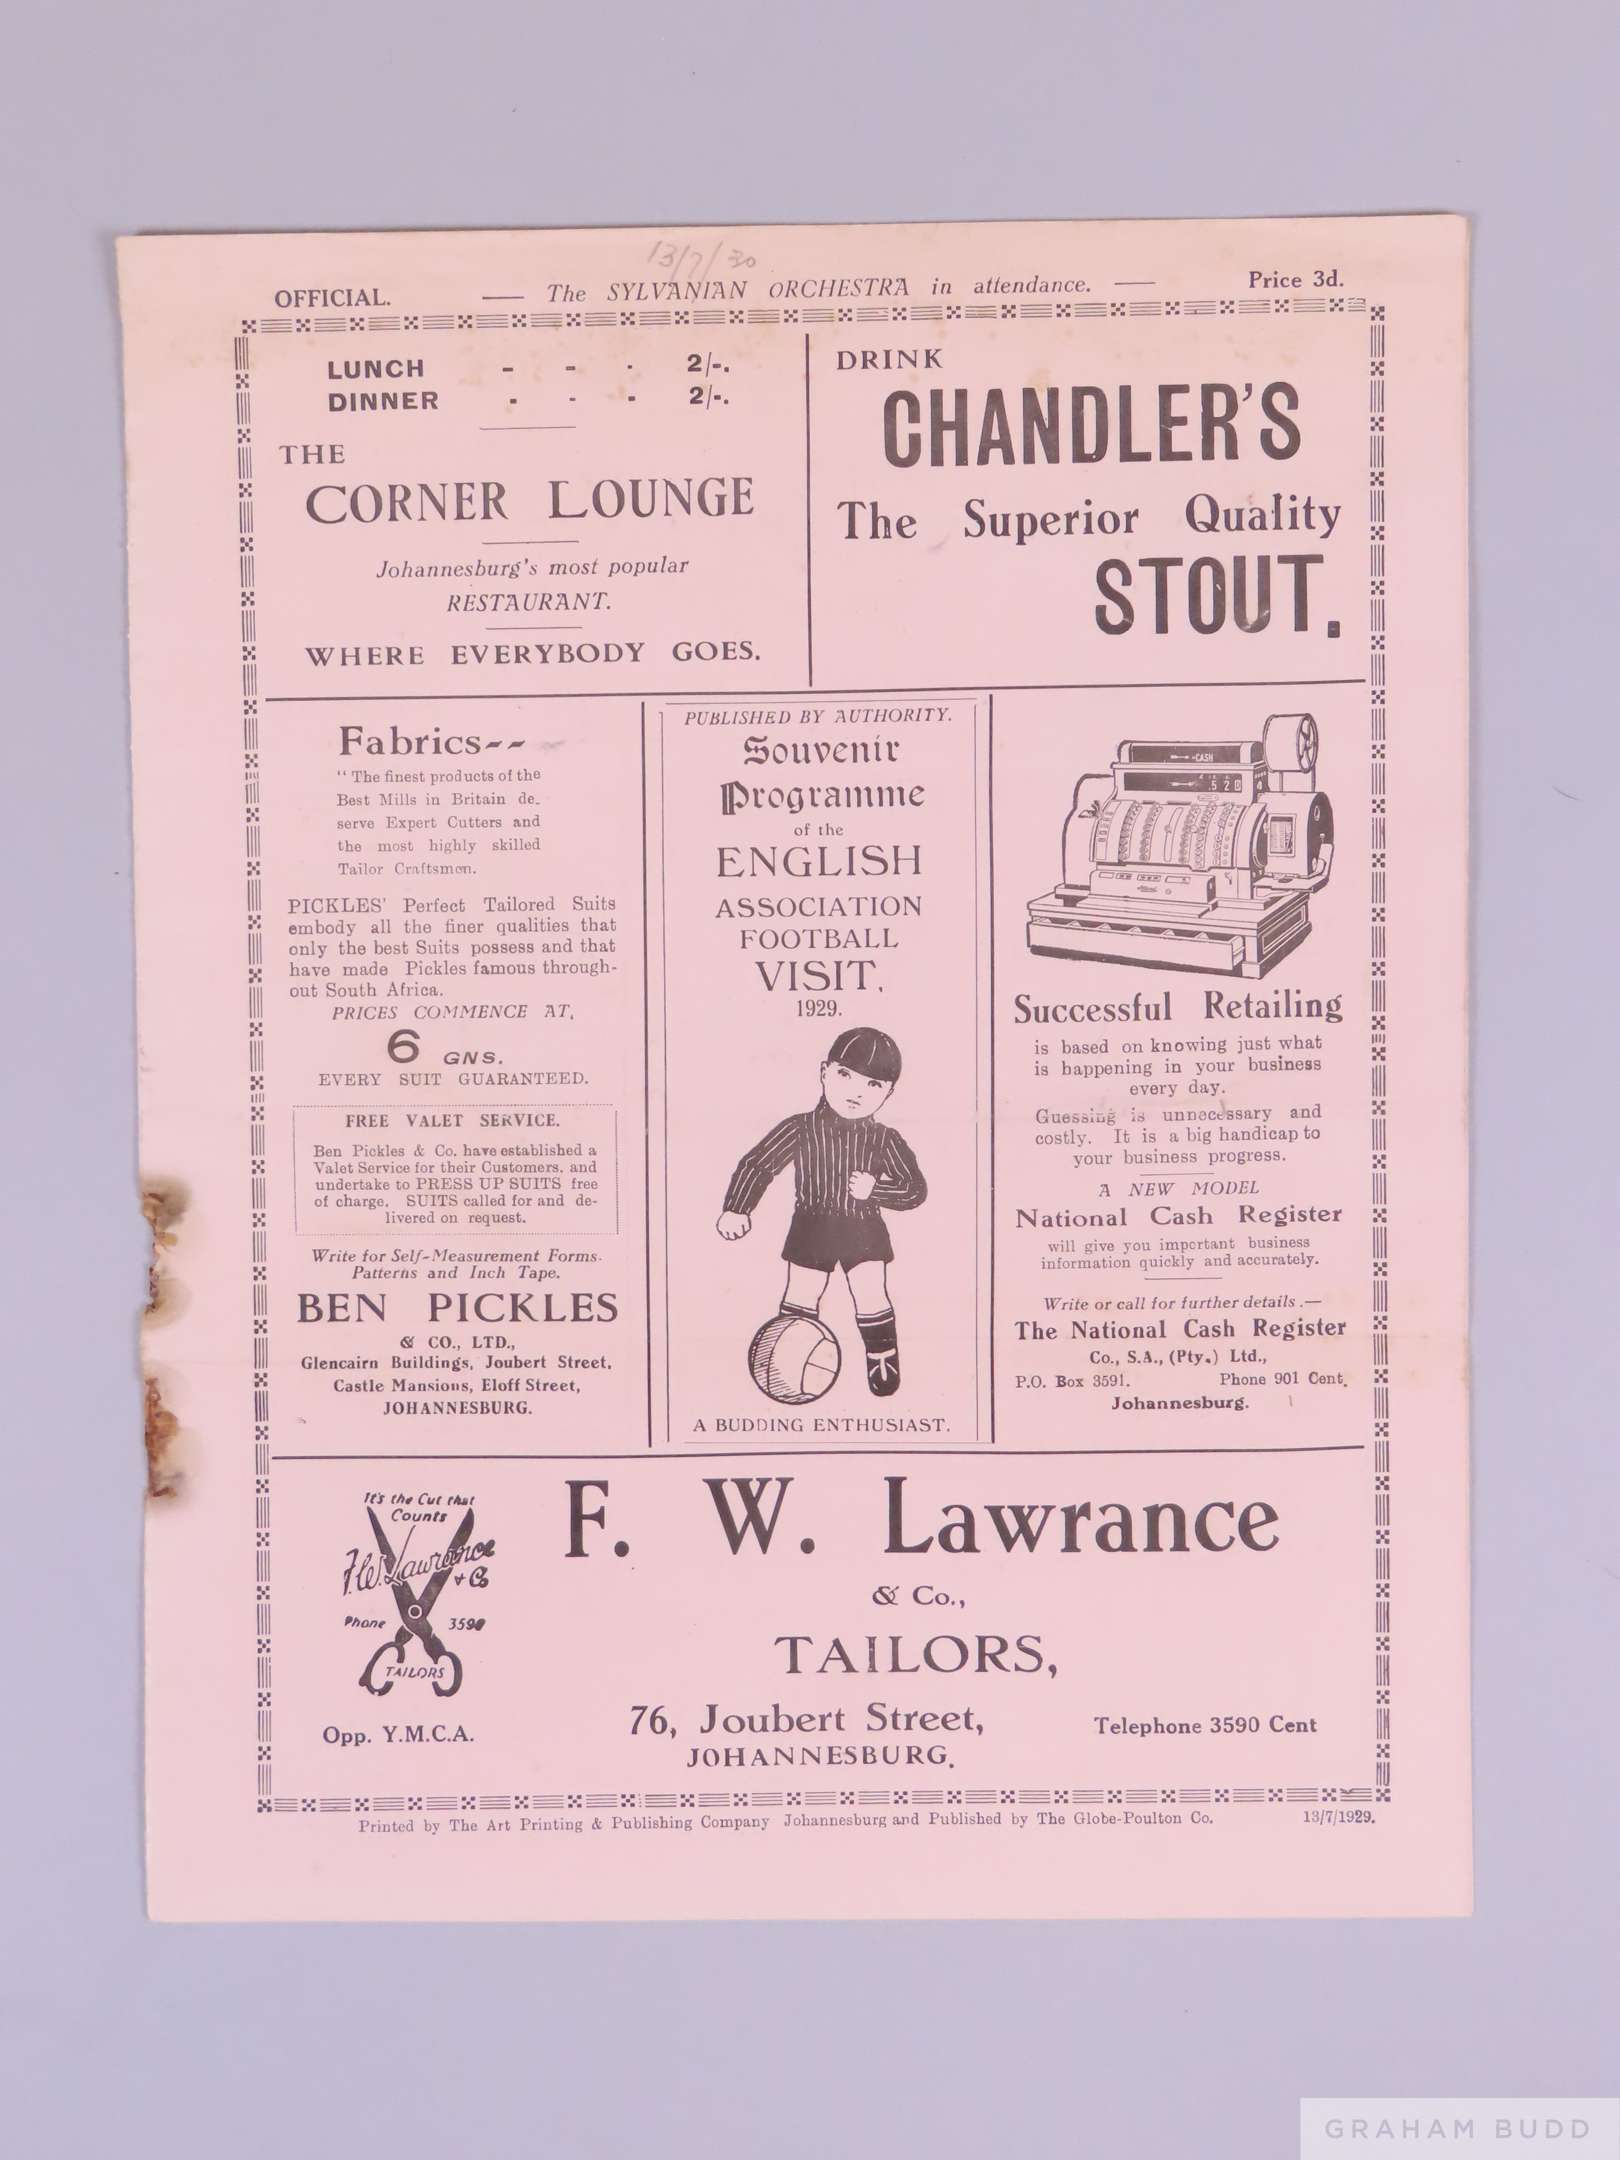 13/7/30
OFFICIAL. — The SYLVANIAN ORCHESTRA in attendance. — Price 3d.
LUNCH - - - 2/-.
DINNER - - - 2/-.
THE
CORNER LOUNGE
Johannesburg's most popular
RESTAURANT.
WHERE EVERYBODY GOES.
DRINK
CHANDLER'S
The Superior Quality
STOUT.
Fabrics--
"The finest products of the
Best Mills in Britain de-
serve Expert Cutters and
the most highly skilled
Tailor Craftsmen.
PICKLES' Perfect Tailored Suits
embody all the finer qualities that
only the best Suits possess and that
have made Pickles famous through-
out South Africa.
PRICES COMMENCE AT,
6 GNS.
EVERY SUIT GUARANTEED.
FREE VALET SERVICE.
Ben Pickles & Co. have established a
Valet Service for their Customers. and
undertake to PRESS UP SUITS free
of charge. SUITS called for and de-
livered on request.
Write for Self-Measurement Forms.
Patterns and Inch Tape.
BEN PICKLES
& CO., LTD.,
Glencairn Buildings, Joubert Street.
Castle Mansions, Eloff Street,
JOHANNESBURG.
PUBLISHED BY AUTHORITY.
Souvenir
Programme
of the
ENGLISH
ASSOCIATION
FOOTBALL
VISIT,
1929.
A BUDDING ENTHUSIAST.
CASH
5 2 0 4
Successful Retailing
is based on knowing just what
is happening in your business
every day.
Guessing is unnecessary and
costly. It is a big handicap to
your business progress.
A NEW MODEL
National Cash Register
will give you important business
information quickly and accurately.
Write or call for further details.—
The National Cash Register
Co., S.A., (Pty.) Ltd.,
P.O. Box 3591. Phone 901 Cent.
Johannesburg.
It's the Cut that
Counts
F.W. Lawrance
+ Co
Phone 3590
TAILORS
Opp. Y.M.C.A.
F. W. Lawrance
& Co.,
TAILORS,
76, Joubert Street,
JOHANNESBURG.
Telephone 3590 Cent
Printed by The Art Printing & Publishing Company Johannesburg and Published by The Globe-Poulton Co. 13/7/1929.
GRAHAM BUDD